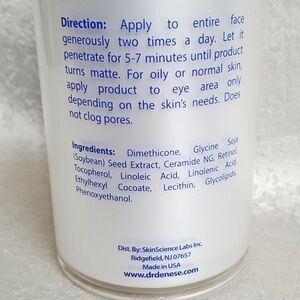 Direction: Apply to entire face
generously two times a day. Let it
penetrate for 5-7 minutes until product
turns matte. For oily or normal skin,
apply product to eye area only
depending on the skin's needs. Does
not clog pores.
Ingredients: Dimethicone, Glycine Soja
(Soybean) Seed Extract, Ceramide NG, Retinol,
Tocopherol, Linoleic Acid, Linolenic Acid,
Ethylhexyl Cocoate, Lecithin, Glycolipids,
Phenoxyethanol.
Dist. By: SkinScience Labs Inc.
Ridgefield, NJ 07657
Made in USA
www.drdenese.com